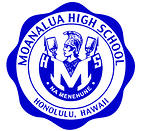 MOANALUA HIGH SCHOOL
M
NA MENEHUNE
HONOLULU, HAWAII